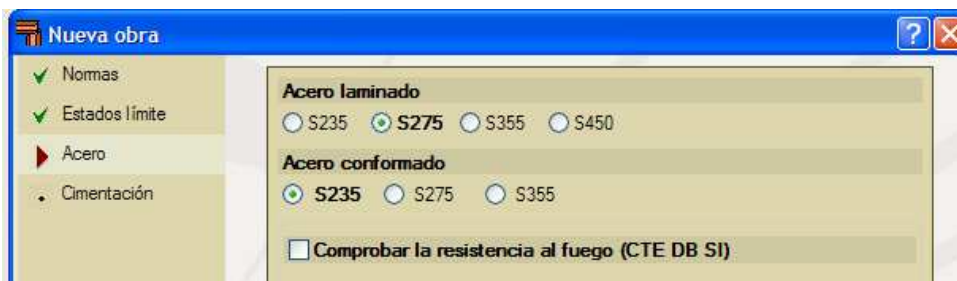 Nueva obra
Normas
Estados límite
Acero
Cimentación
Acero laminado
S235 S275 S355 S450
Acero conformado
S235 S275 S355
Comprobar la resistencia al fuego (CTE DB SI)